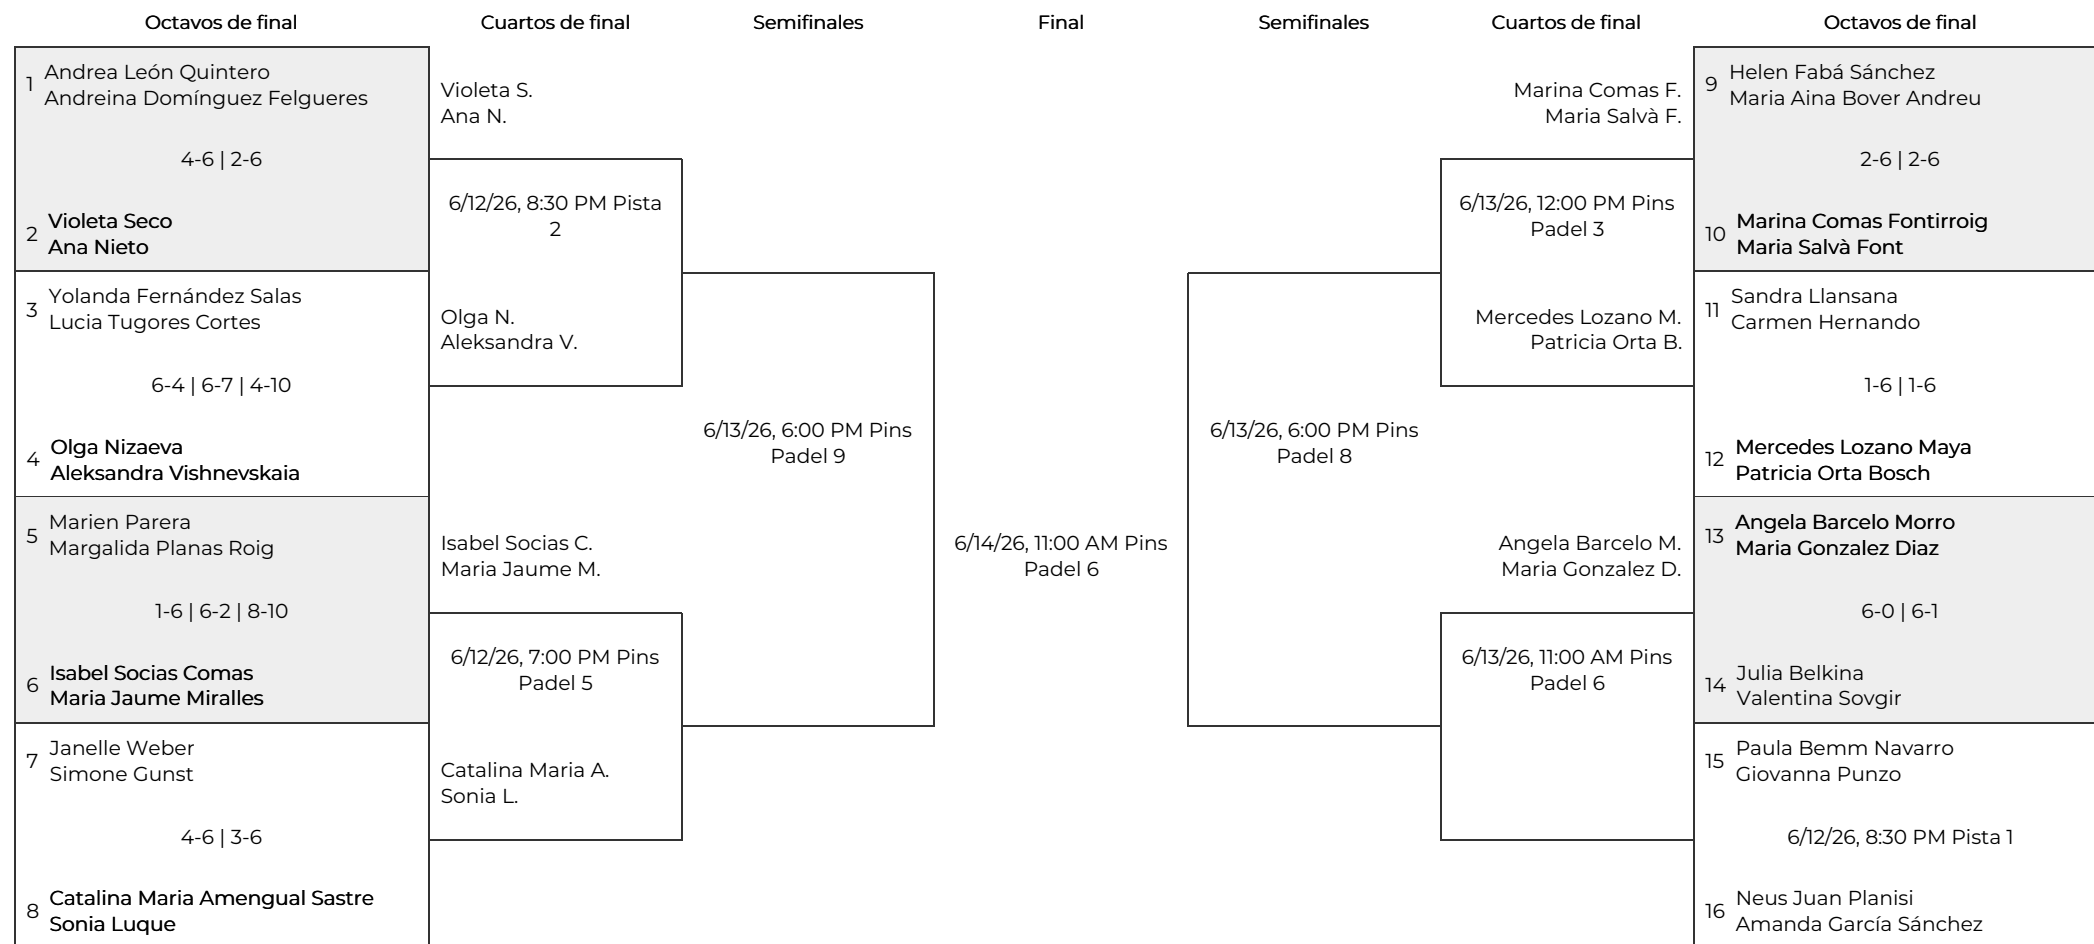 Octavos de final
Cuartos de final
Semifinales
Final
Semifinales
Cuartos de final
Octavos de final
1
Andrea León Quintero
Andreina Domínguez Felgueres
4-6 | 2-6
2
Violeta Seco
Ana Nieto
3
Yolanda Fernández Salas
Lucia Tugores Cortes
6-4 | 6-7 | 4-10
4
Olga Nizaeva
Aleksandra Vishnevskaia
5
Marien Parera
Margalida Planas Roig
1-6 | 6-2 | 8-10
6
Isabel Socias Comas
Maria Jaume Miralles
7
Janelle Weber
Simone Gunst
4-6 | 3-6
8
Catalina Maria Amengual Sastre
Sonia Luque
Violeta S.
Ana N.
6/12/26, 8:30 PM Pista
2
Olga N.
Aleksandra V.
Isabel Socias C.
Maria Jaume M.
6/12/26, 7:00 PM Pins
Padel 5
Catalina Maria A.
Sonia L.
6/13/26, 6:00 PM Pins
Padel 9
6/14/26, 11:00 AM Pins
Padel 6
6/13/26, 6:00 PM Pins
Padel 8
Marina Comas F.
Maria Salvà F.
6/13/26, 12:00 PM Pins
Padel 3
Mercedes Lozano M.
Patricia Orta B.
Angela Barcelo M.
Maria Gonzalez D.
6/13/26, 11:00 AM Pins
Padel 6
9
Helen Fabá Sánchez
Maria Aina Bover Andreu
2-6 | 2-6
10
Marina Comas Fontirroig
Maria Salvà Font
11
Sandra Llansana
Carmen Hernando
1-6 | 1-6
12
Mercedes Lozano Maya
Patricia Orta Bosch
13
Angela Barcelo Morro
Maria Gonzalez Diaz
6-0 | 6-1
14
Julia Belkina
Valentina Sovgir
15
Paula Bemm Navarro
Giovanna Punzo
6/12/26, 8:30 PM Pista 1
16
Neus Juan Planisi
Amanda García Sánchez